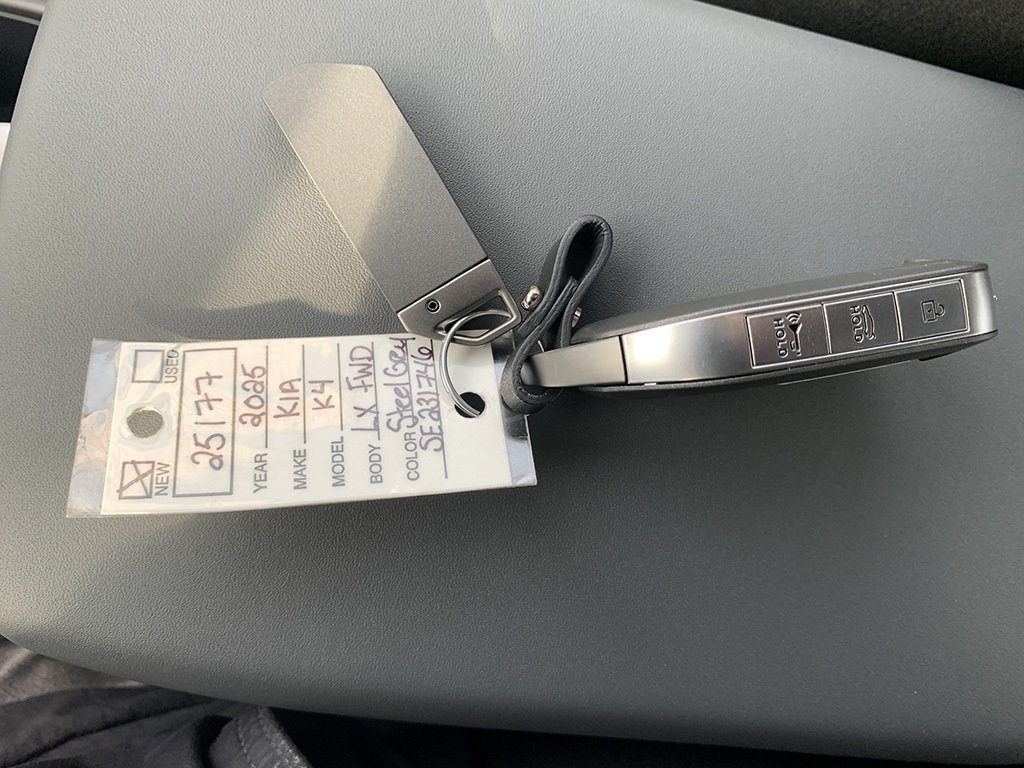 NEW USED
25177
YEAR 2025
MAKE KIA
MODEL K4
BODY LX FWD
COLOR Steel Grey
SE231746
HOLD
HOLD